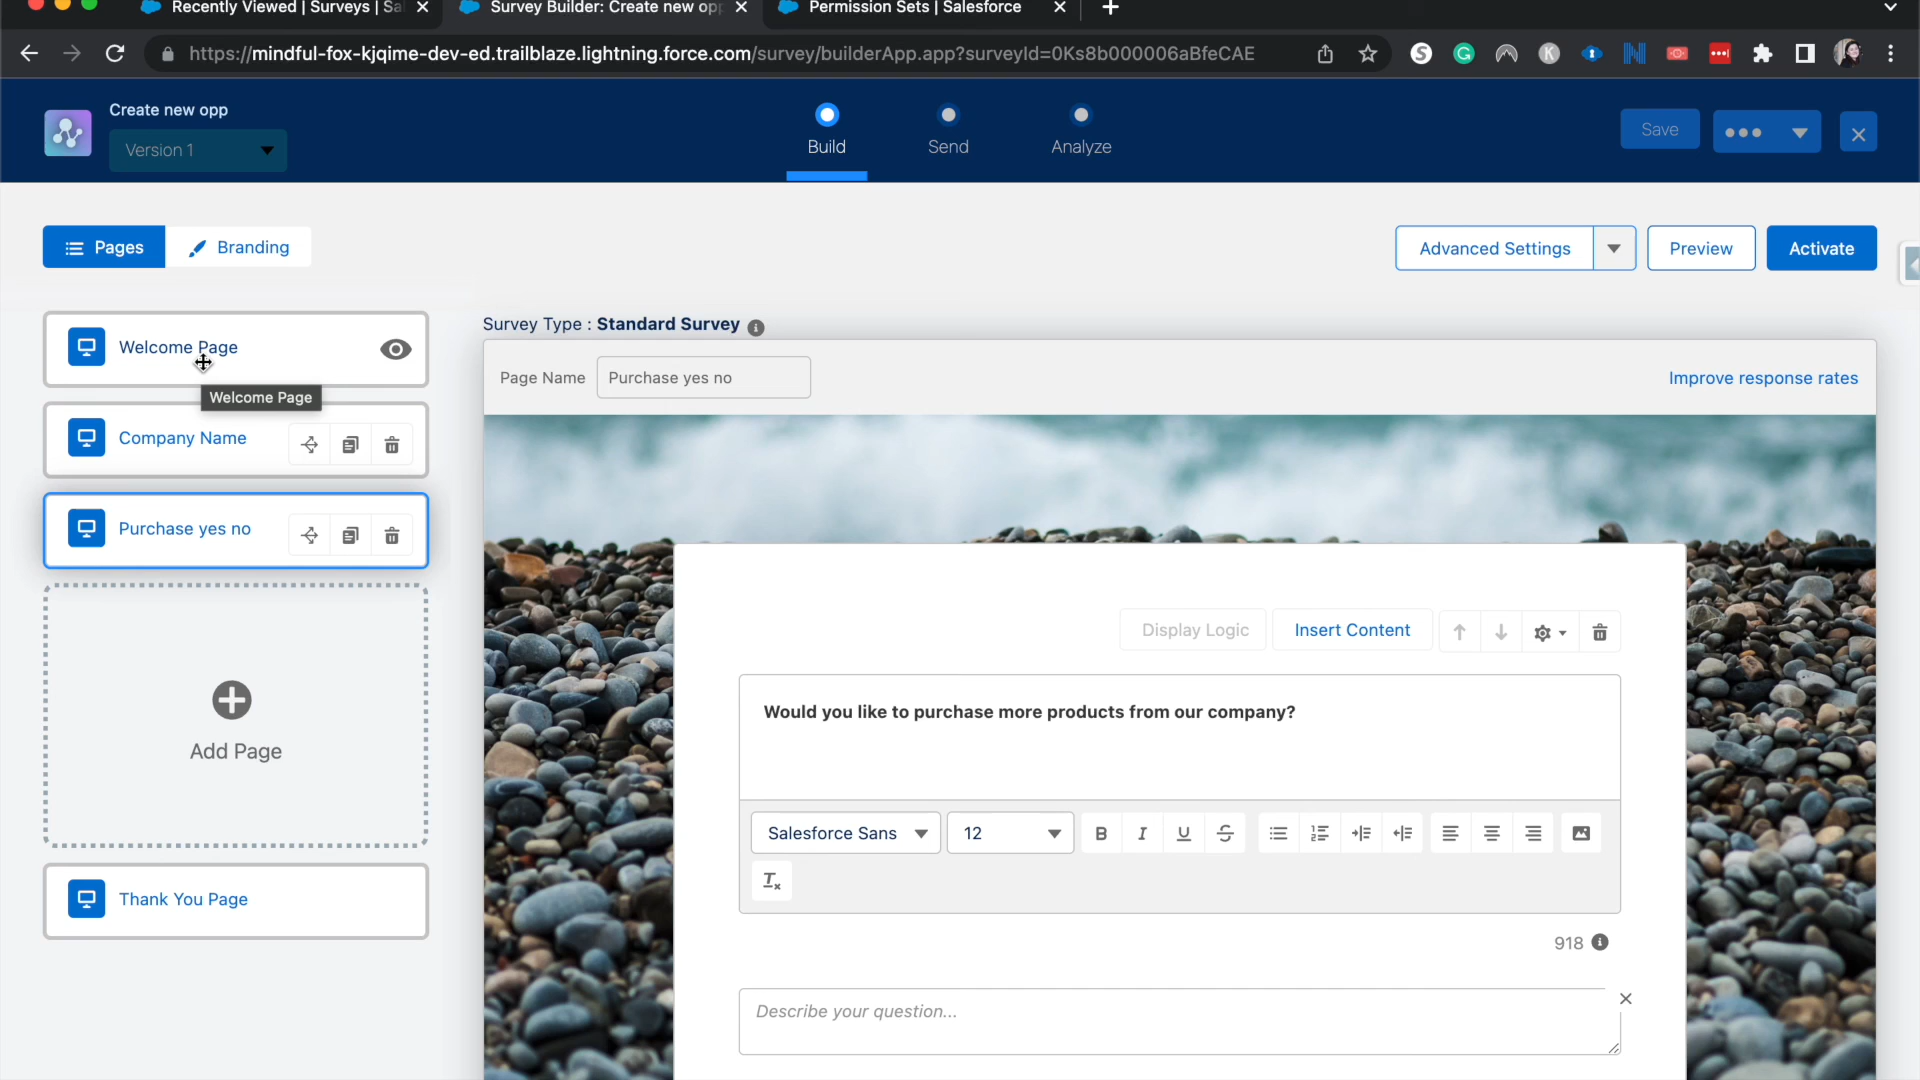 Recently Viewed | Surveys | Sa
Survey Builder: Create new opp
Permission Sets | Salesforce
https://mindful-fox-kjqime-dev-ed.trailblaze.lightning.force.com/survey/builderApp.app?surveyId=0Ks8b000006aBfeCAE
Create new opp
Version 1
Build
Send
Analyze
Save
Pages
Branding
Advanced Settings
Preview
Activate
Welcome Page
Welcome Page
Company Name
Purchase yes no
Add Page
Thank You Page
Survey Type : Standard Survey
Page Name
Purchase yes no
Improve response rates
Display Logic
Insert Content
Would you like to purchase more products from our company?
Salesforce Sans
12
918
Describe your question...